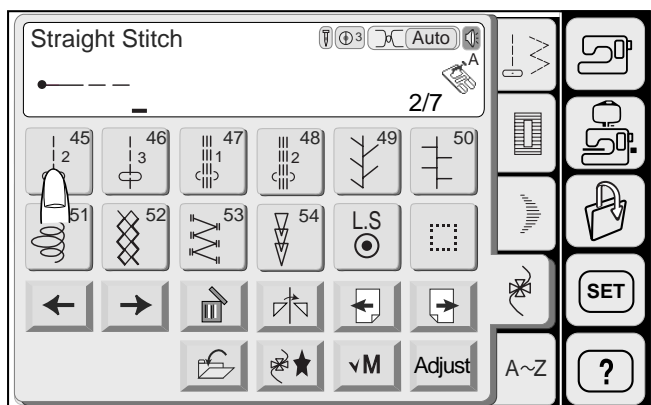 Straight Stitch 3 Auto
A
2/7
45 46 47 48 49 50
2 3 1 2
51 52 53 54 L.S
SET
M Adjust A~Z ?